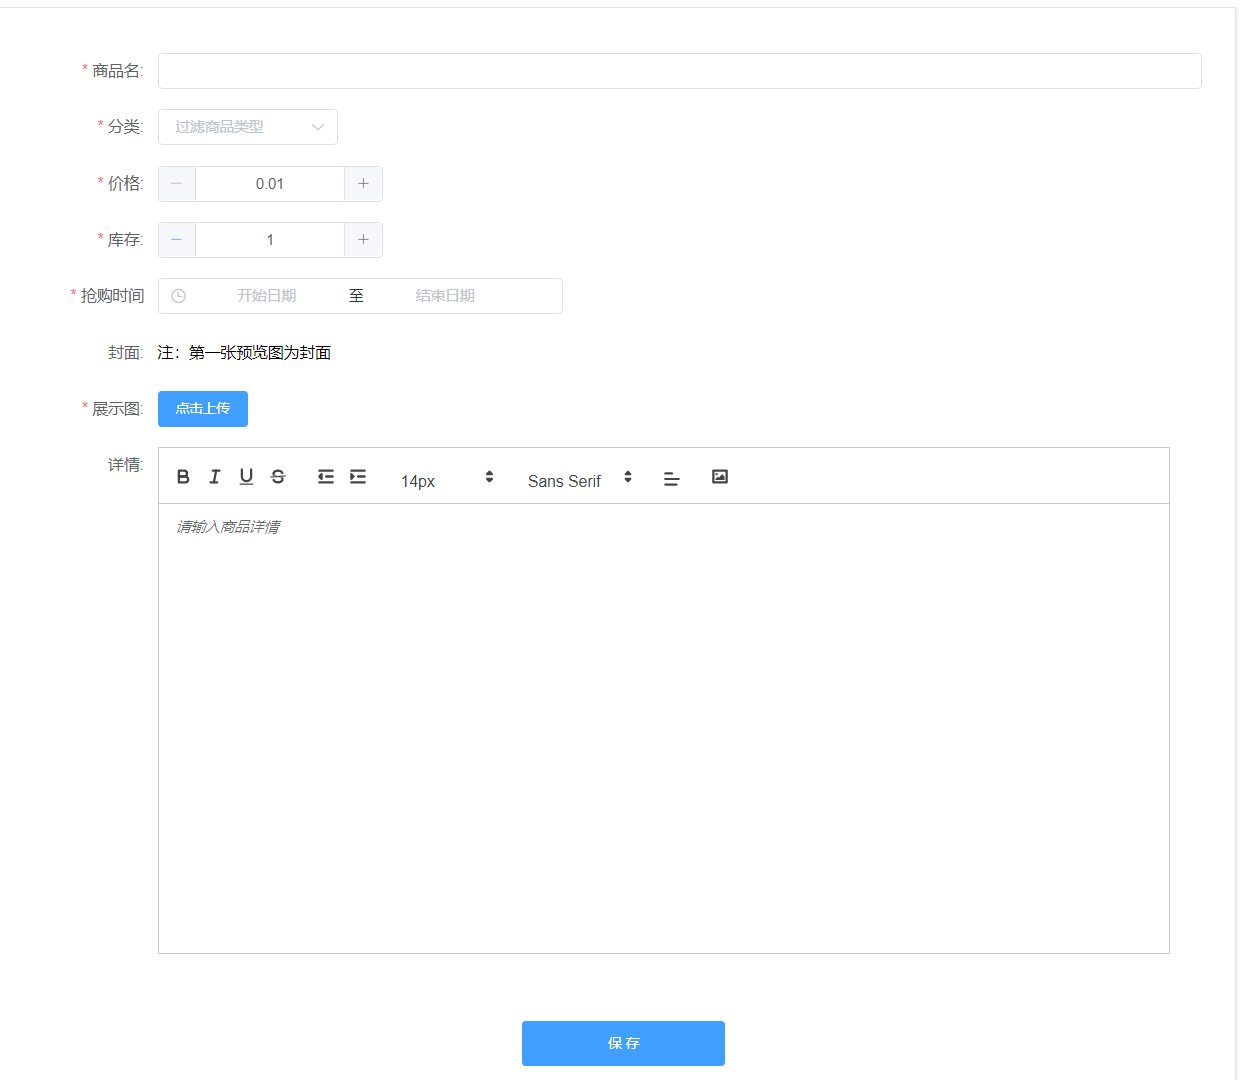 * 商品名:
* 分类: 过滤商品类型
* 价格: 0.01
* 库存: 1
* 抢购时间 开始日期 至 结束日期
封面: 注：第一张预览图为封面
* 展示图: 点击上传
详情: B I U S 14px Sans Serif
请输入商品详情
保存